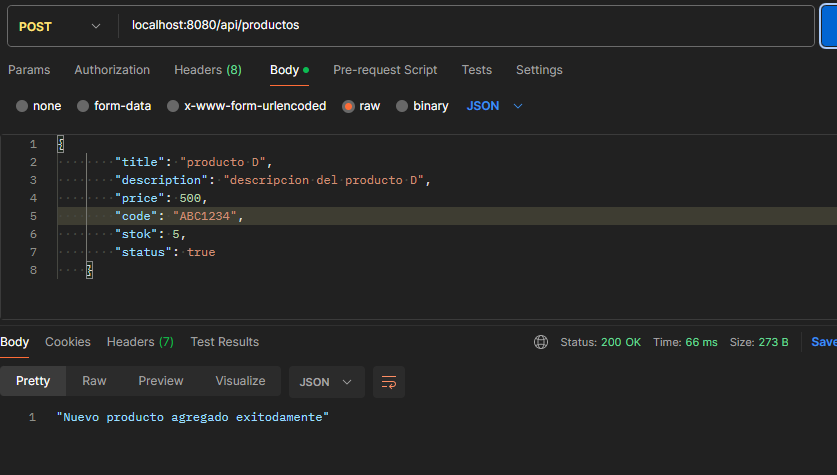 POST localhost:8080/api/productos
Params Authorization Headers (8) Body Pre-request Script Tests Settings
none form-data x-www-form-urlencoded raw binary JSON
1 {
2 "title": "producto D",
3 "description": "descripcion del producto D",
4 "price": 500,
5 "code": "ABC1234",
6 "stok": 5,
7 "status": true
8 }
Body Cookies Headers (7) Test Results Status: 200 OK Time: 66 ms Size: 273 B Save
Pretty Raw Preview Visualize JSON
1 "Nuevo producto agregado exitodamente"